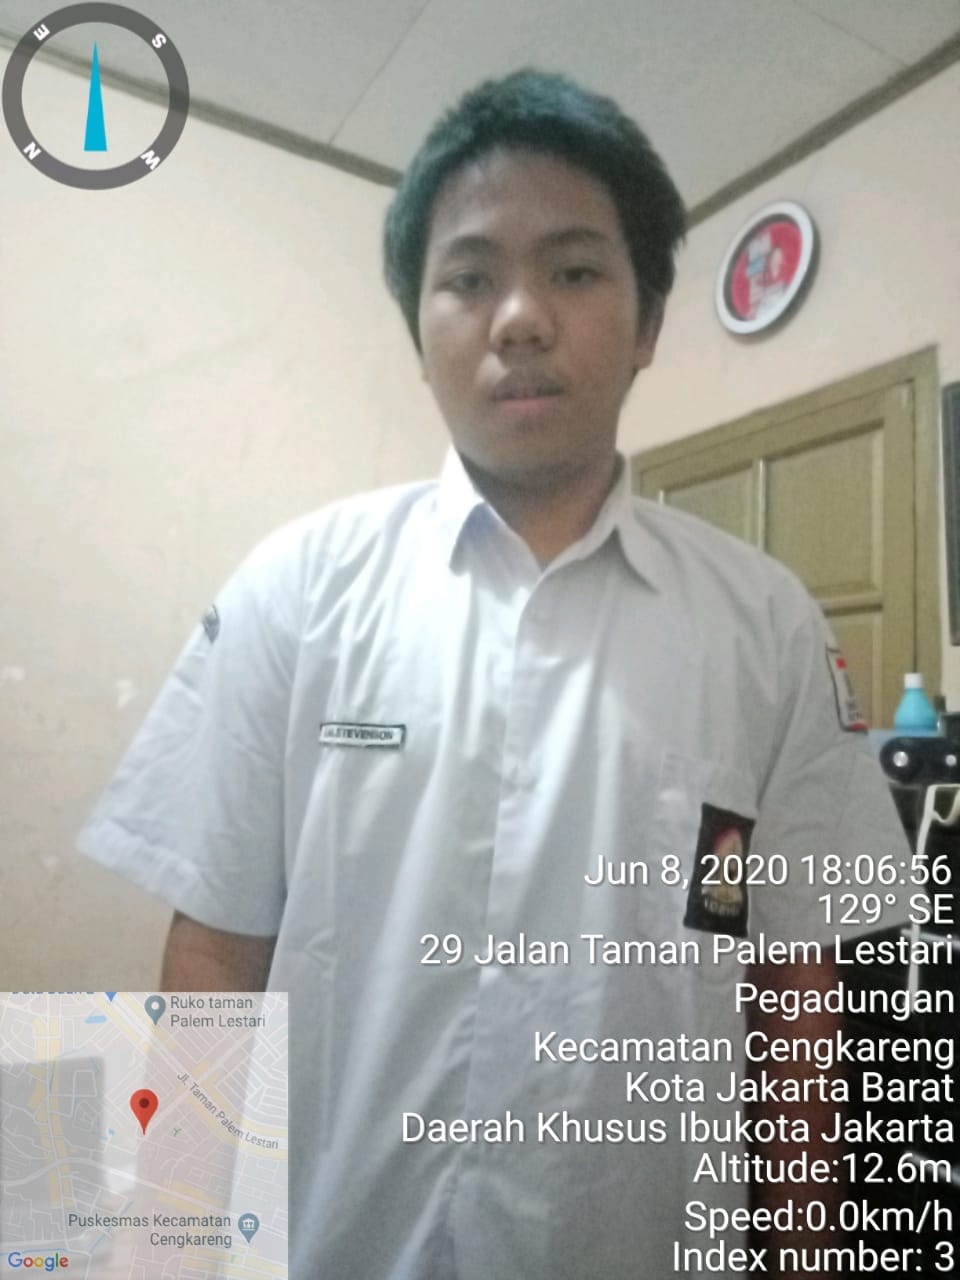 E
S
N
W
Jun 8, 2020 18:06:56
129° SE
29 Jalan Taman Palem Lestari
Pegadungan
Kecamatan Cengkareng
Kota Jakarta Barat
Daerah Khusus Ibukota Jakarta
Altitude:12.6m
Speed:0.0km/h
Index number: 3
Ruko taman
Palem Lestari
Jl. Taman Palem Lestari
Puskesmas Kecamatan
Cengkareng
Google